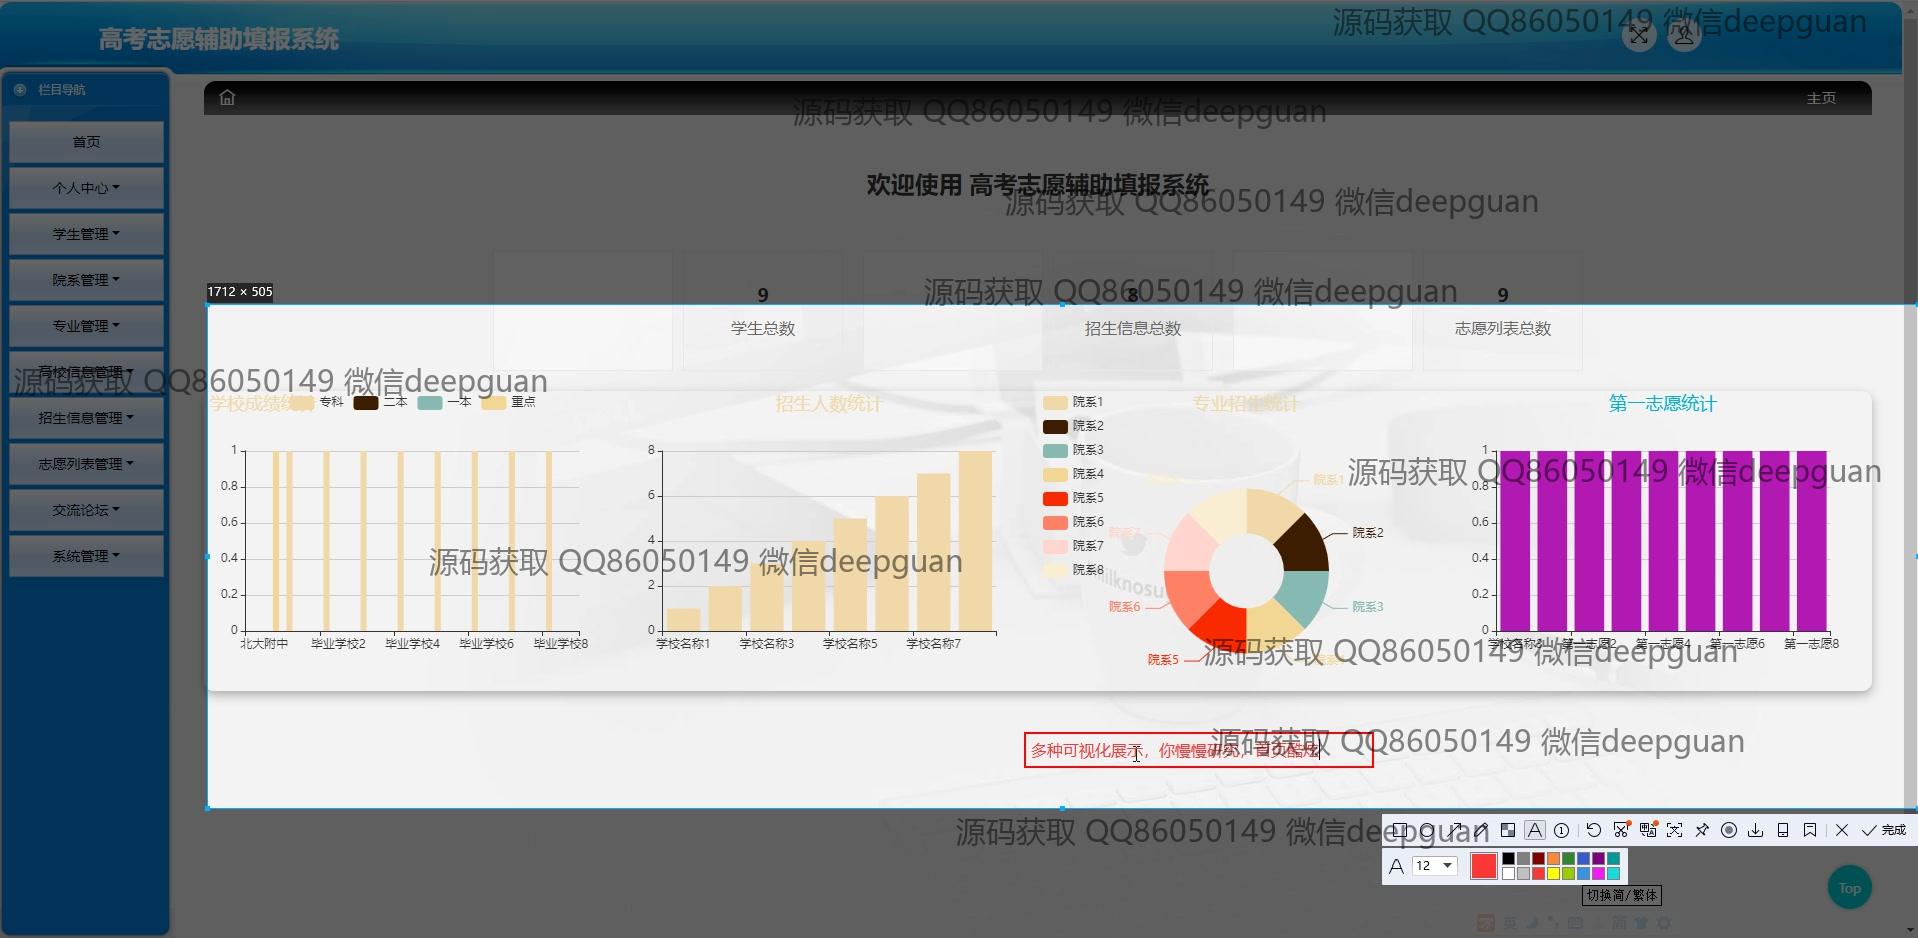 高考志愿辅助填报系统
源码获取 QQ86050149 微信deepguan
栏目导航
主页
源码获取 QQ86050149 微信deepguan
首页
个人中心
学生管理
院系管理
专业管理
高校信息管理
招生信息管理
志愿列表管理
交流论坛
系统管理
欢迎使用 高考志愿辅助填报系统
源码获取 QQ86050149 微信deepguan
1712 × 505
源码获取 QQ86050149 微信deepguan
9
学生总数
8
招生信息总数
9
志愿列表总数
源码获取 QQ86050149 微信deepguan
学校成绩统计
专科 二本 一本 重点
1
0.8
0.6
0.4
0.2
0
北大附中 毕业学校2 毕业学校4 毕业学校6 毕业学校8
招生人数统计
8
6
4
2
0
学校名称1 学校名称3 学校名称5 学校名称7
源码获取 QQ86050149 微信deepguan
专业招生统计
院系1
院系2
院系3
院系4
院系5
院系6
院系7
院系8
院系1
院系2
院系3
院系5
院系6
院系7
milknosu
第一志愿统计
源码获取 QQ86050149 微信deepguan
1
0.8
0.6
0.4
0.2
0
第一志愿2 第一志愿4 第一志愿6 第一志愿8
源码获取 QQ86050149 微信deepguan
多种可视化展示，你慢慢研究，首页酷炫
源码获取 QQ86050149 微信deepguan
源码获取 QQ86050149 微信deepguan
完成
A 12
切换简/繁体
Top
英 简